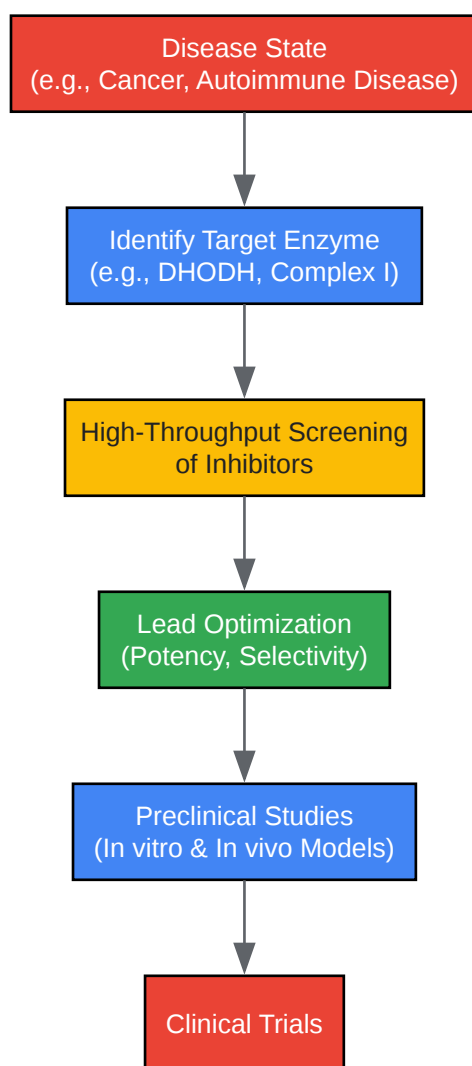 Disease State
(e.g., Cancer, Autoimmune Disease)
Identify Target Enzyme
(e.g., DHODH, Complex I)
High-Throughput Screening
of Inhibitors
Lead Optimization
(Potency, Selectivity)
Preclinical Studies
(In vitro & In vivo Models)
Clinical Trials